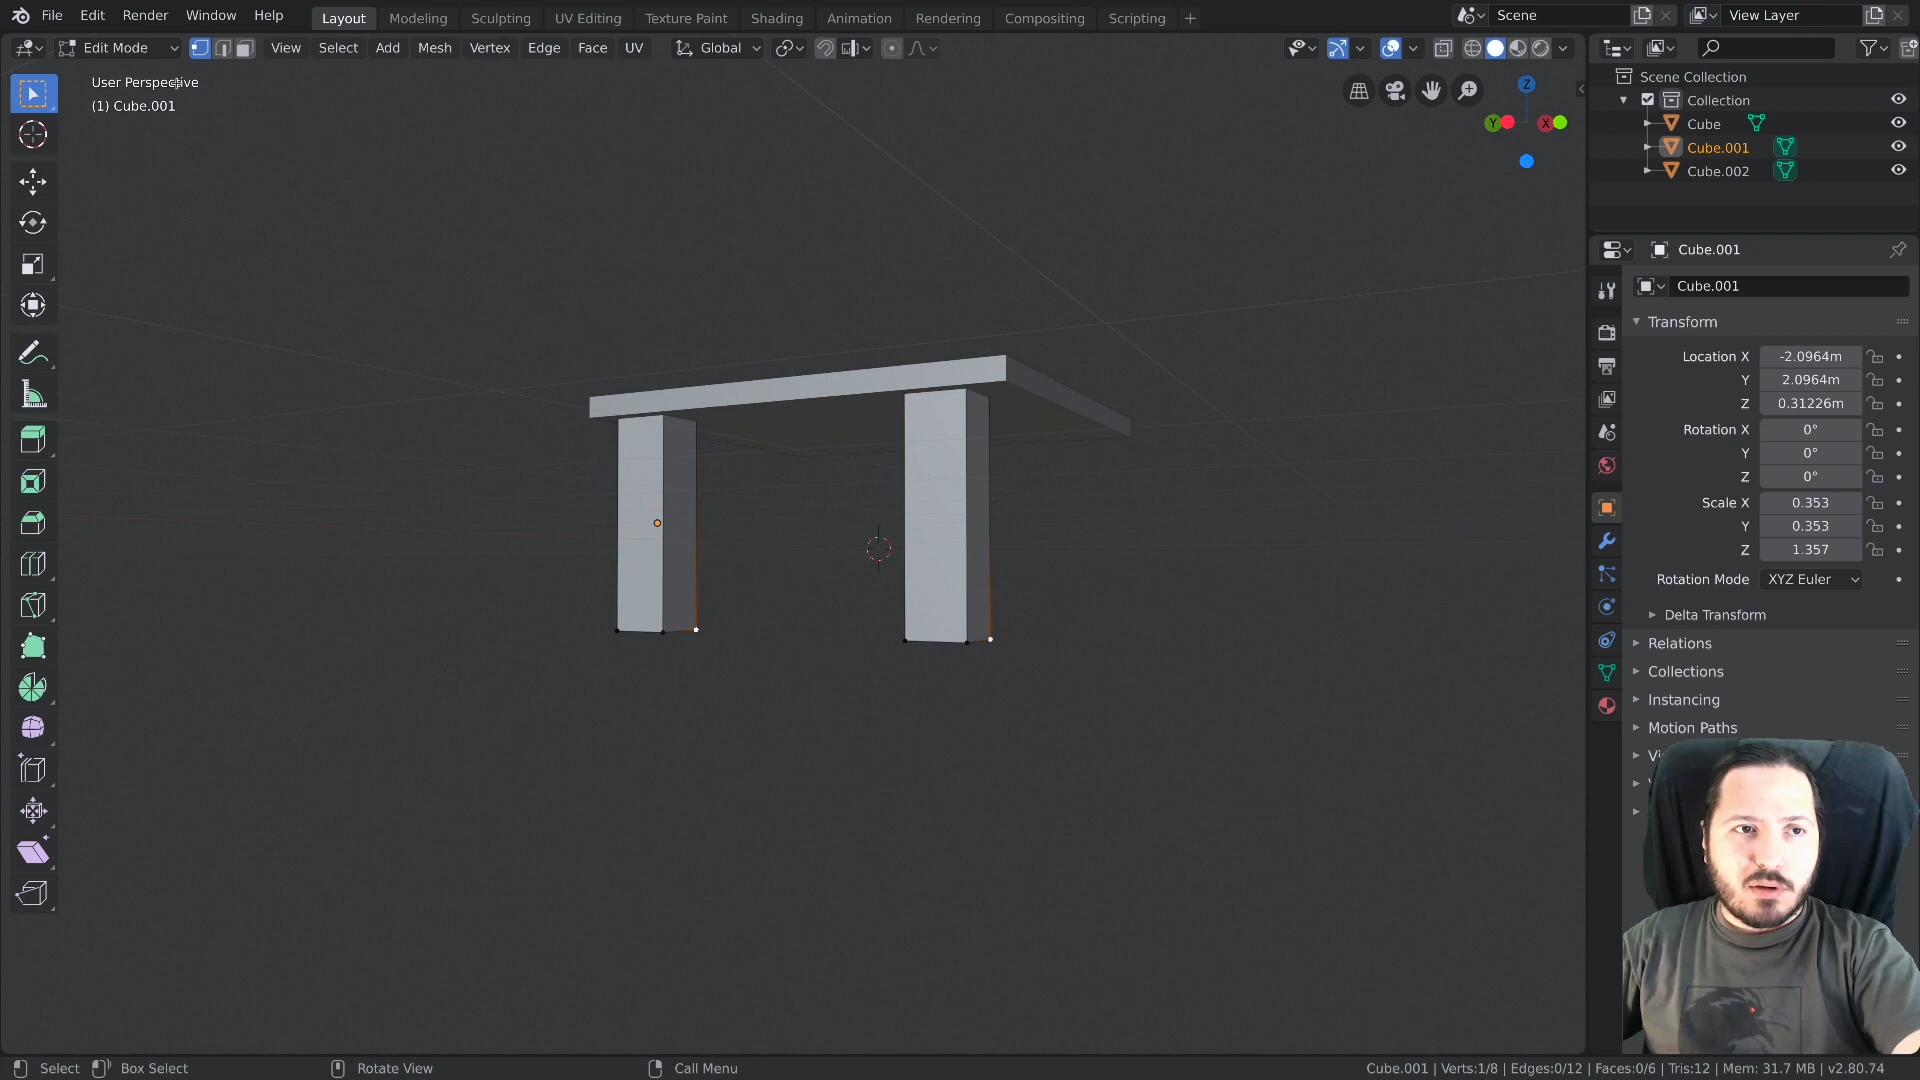 File Edit Render Window Help Layout Modeling Sculpting UV Editing Texture Paint Shading Animation Rendering Compositing Scripting + Scene View Layer
Edit Mode View Select Add Mesh Vertex Edge Face UV Global
User Perspective
(1) Cube.001
Z
Y X
Scene Collection
Collection
Cube
Cube.001
Cube.002
Cube.001
Cube.001
Transform
Location X -2.0964m
Y 2.0964m
Z 0.31226m
Rotation X 0°
Y 0°
Z 0°
Scale X 0.353
Y 0.353
Z 1.357
Rotation Mode XYZ Euler
Delta Transform
Relations
Collections
Instancing
Motion Paths
Select Box Select Rotate View Call Menu Cube.001 | Verts:1/8 | Edges:0/12 | Faces:0/6 | Tris:12 | Mem: 31.7 MB | v2.80.74